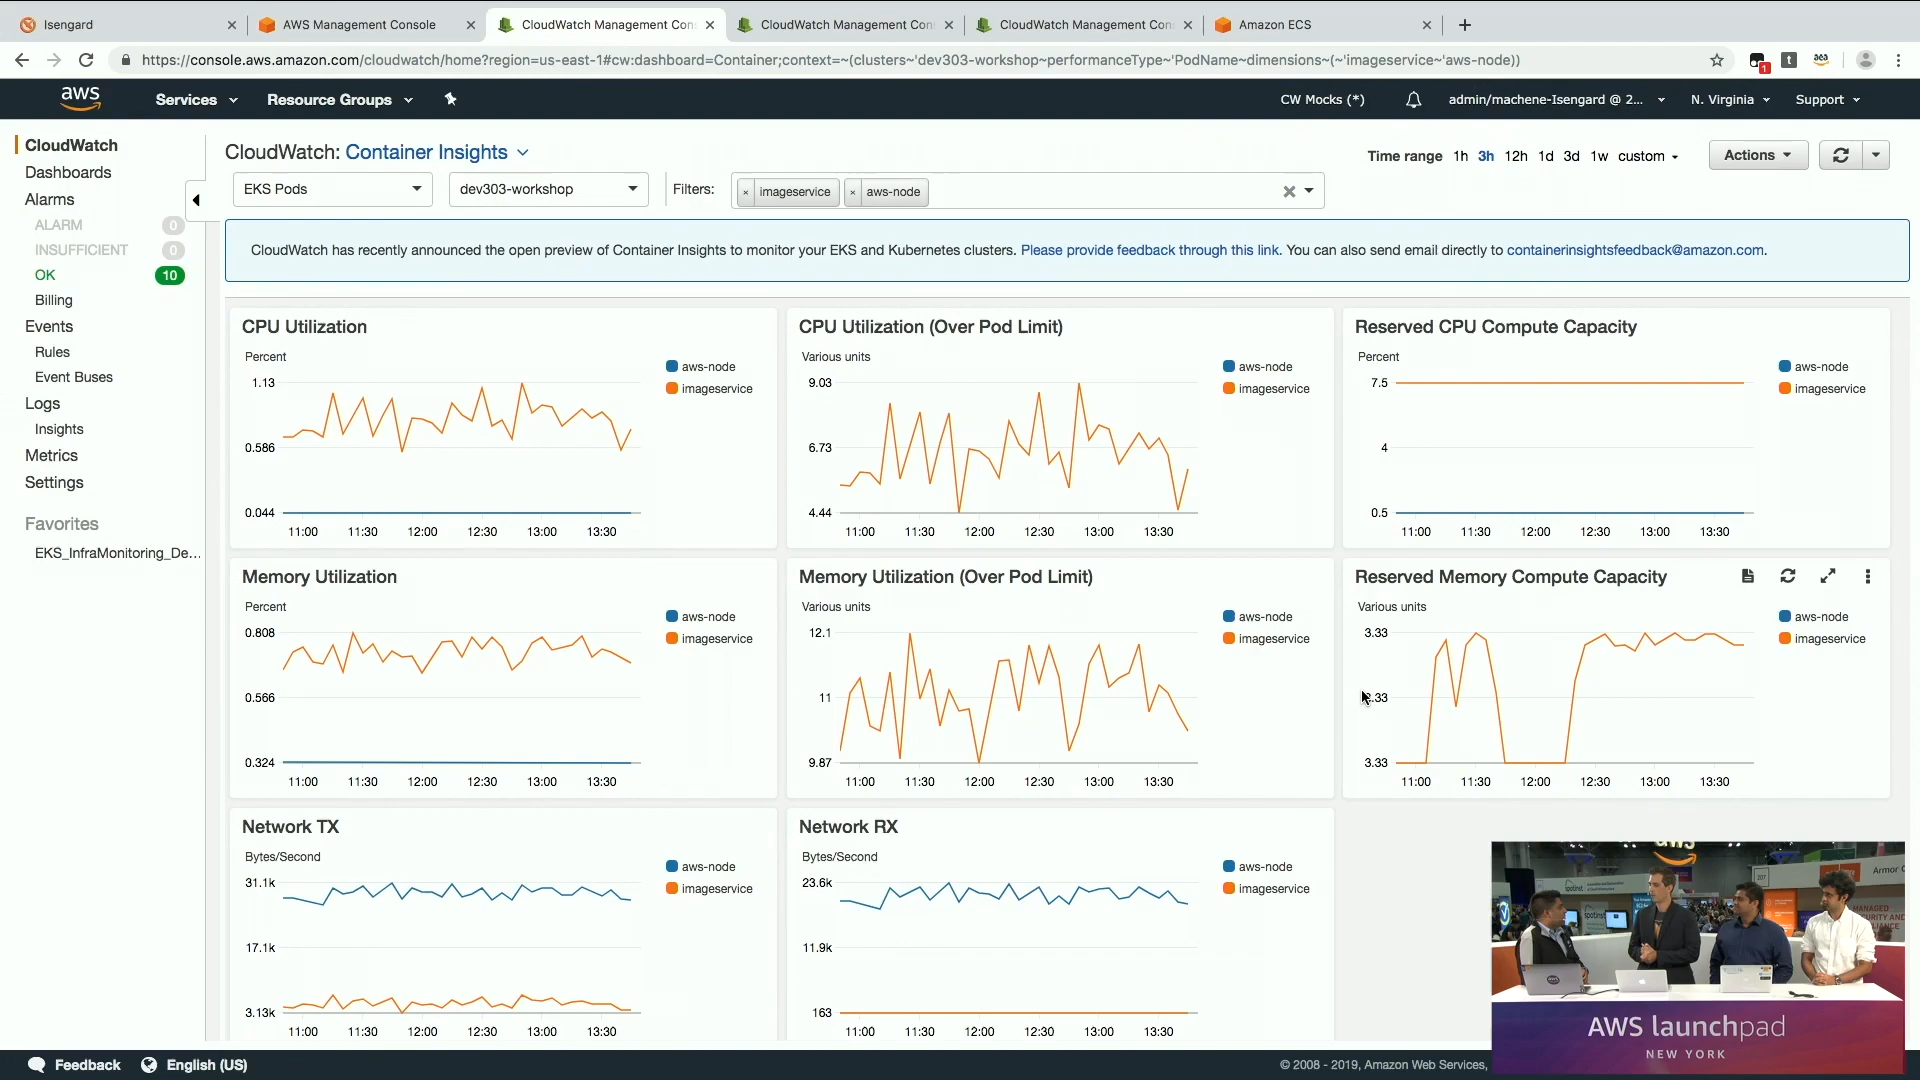 Isengard
AWS Management Console
CloudWatch Management Con
CloudWatch Management Con
CloudWatch Management Con
Amazon ECS
https://console.aws.amazon.com/cloudwatch/home?region=us-east-1#cw:dashboard=Container;context=~(clusters~'dev303-workshop~performanceType~'PodName~dimensions~(~'imageservice~'aws-node))
1
t
aws
Services
Resource Groups
CW Mocks (*)
admin/machene-Isengard @ 2...
N. Virginia
Support
CloudWatch
Dashboards
Alarms
ALARM 0
INSUFFICIENT 0
OK 10
Billing
Events
Rules
Event Buses
Logs
Insights
Metrics
Settings
Favorites
EKS_InfraMonitoring_De...
CloudWatch: Container Insights
Time range 1h 3h 12h 1d 3d 1w custom
Actions
EKS Pods
dev303-workshop
Filters:
× imageservice
× aws-node
CloudWatch has recently announced the open preview of Container Insights to monitor your EKS and Kubernetes clusters. Please provide feedback through this link. You can also send email directly to containerinsightsfeedback@amazon.com.
CPU Utilization
Percent
1.13
0.586
0.044
11:00 11:30 12:00 12:30 13:00 13:30
aws-node
imageservice
CPU Utilization (Over Pod Limit)
Various units
9.03
6.73
4.44
11:00 11:30 12:00 12:30 13:00 13:30
aws-node
imageservice
Reserved CPU Compute Capacity
Percent
7.5
4
0.5
11:00 11:30 12:00 12:30 13:00 13:30
aws-node
imageservice
Memory Utilization
Percent
0.808
0.566
0.324
11:00 11:30 12:00 12:30 13:00 13:30
aws-node
imageservice
Memory Utilization (Over Pod Limit)
Various units
12.1
11
9.87
11:00 11:30 12:00 12:30 13:00 13:30
aws-node
imageservice
Reserved Memory Compute Capacity
Various units
3.33
3.33
11:00 11:30 12:00 12:30 13:00 13:30
aws-node
imageservice
Network TX
Bytes/Second
31.1k
17.1k
3.13k
11:00 11:30 12:00 12:30 13:00 13:30
aws-node
imageservice
Network RX
Bytes/Second
23.6k
11.9k
163
11:00 11:30 12:00 12:30 13:00 13:30
aws-node
imageservice
AWS launchpad
NEW YORK
Feedback
English (US)
© 2008 - 2019, Amazon Web Services,